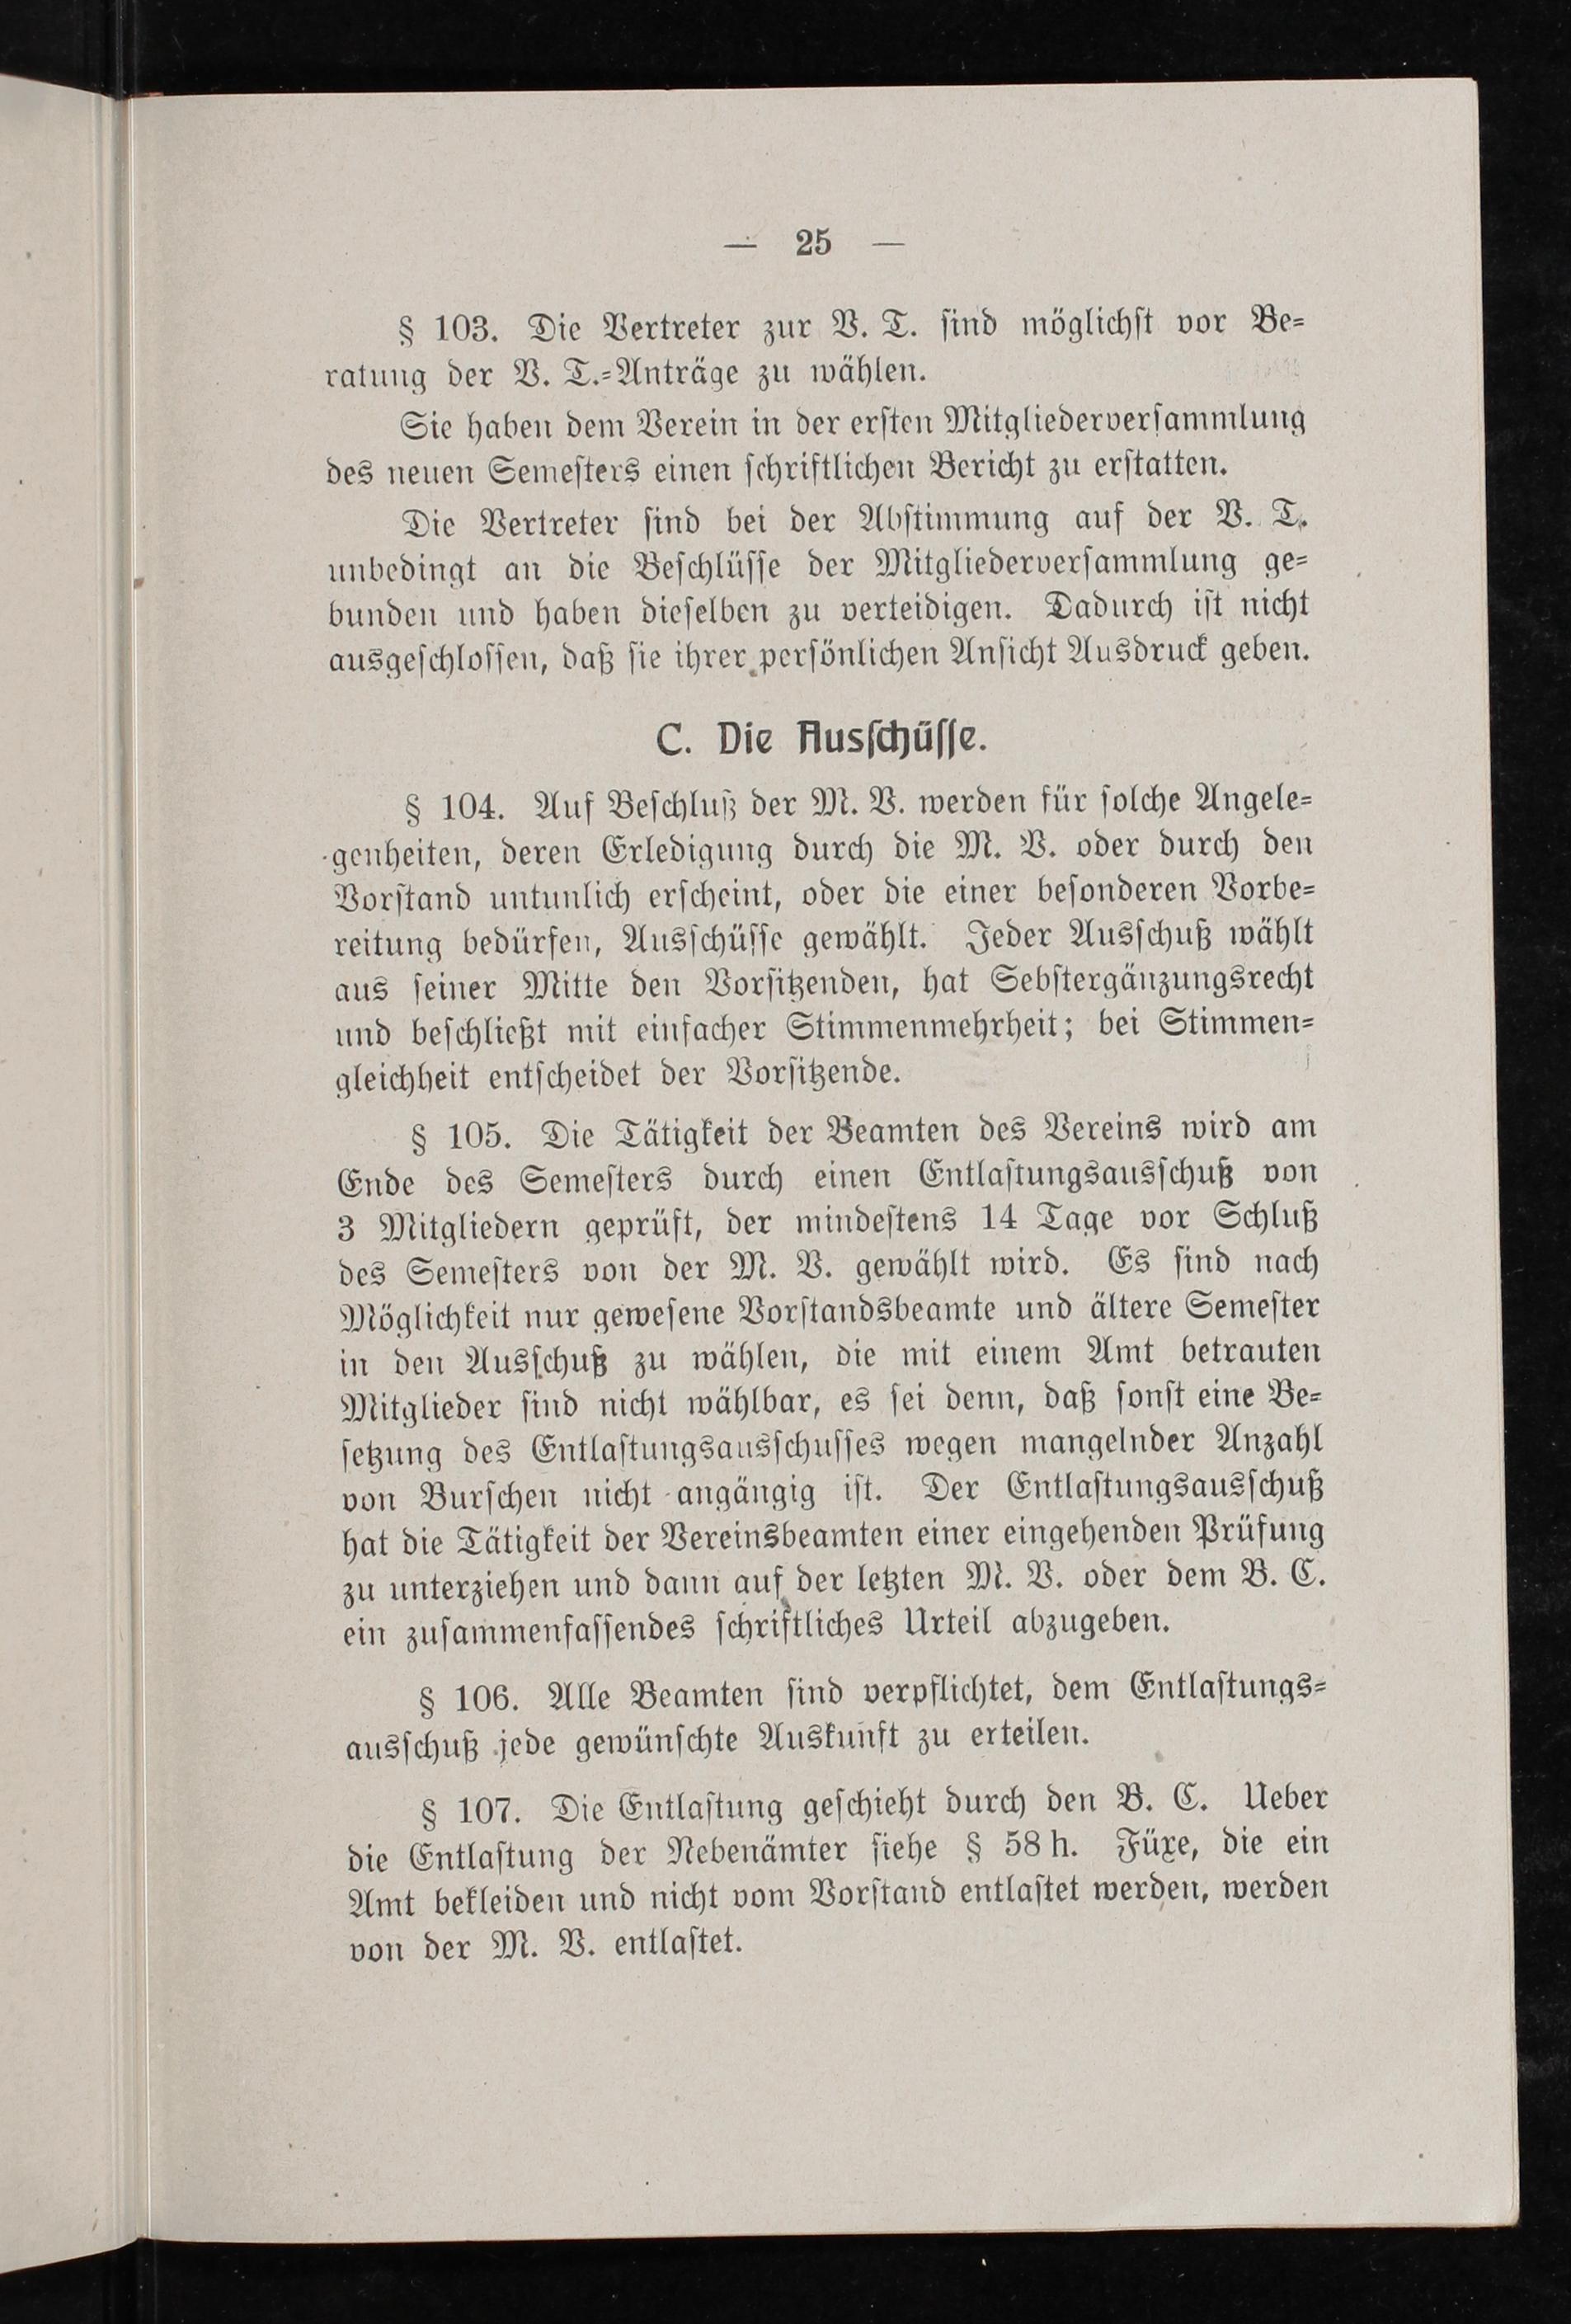 — 25 —
§ 103. Die Vertreter zur V. T. sind möglichst vor Be-
ratung der V. T.-Anträge zu wählen.
Sie haben dem Verein in der ersten Mitgliederversammlung
des neuen Semesters einen schriftlichen Bericht zu erstatten.
Die Vertreter sind bei der Abstimmung auf der V. T.
unbedingt an die Beschlüsse der Mitgliederversammlung ge-
bunden und haben dieselben zu verteidigen. Dadurch ist nicht
ausgeschlossen, daß sie ihrer persönlichen Ansicht Ausdruck geben.
C. Die Ausschüsse.
§ 104. Auf Beschluß der M. V. werden für solche Angele-
genheiten, deren Erledigung durch die M. V. oder durch den
Vorstand untunlich erscheint, oder die einer besonderen Vorbe-
reitung bedürfen, Ausschüsse gewählt. Jeder Ausschuß wählt
aus seiner Mitte den Vorsitzenden, hat Sebstergänzungsrecht
und beschließt mit einfacher Stimmenmehrheit; bei Stimmen-
gleichheit entscheidet der Vorsitzende.
§ 105. Die Tätigkeit der Beamten des Vereins wird am
Ende des Semesters durch einen Entlastungsausschuß von
3 Mitgliedern geprüft, der mindestens 14 Tage vor Schluß
des Semesters von der M. V. gewählt wird. Es sind nach
Möglichkeit nur gewesene Vorstandsbeamte und ältere Semester
in den Ausschuß zu wählen, die mit einem Amt betrauten
Mitglieder sind nicht wählbar, es sei denn, daß sonst eine Be-
setzung des Entlastungsausschusses wegen mangelnder Anzahl
von Burschen nicht angängig ist. Der Entlastungsausschuß
hat die Tätigkeit der Vereinsbeamten einer eingehenden Prüfung
zu unterziehen und dann auf der letzten M. V. oder dem B. C.
ein zusammenfassendes schriftliches Urteil abzugeben.
§ 106. Alle Beamten sind verpflichtet, dem Entlastungs-
ausschuß jede gewünschte Auskunft zu erteilen.
§ 107. Die Entlastung geschieht durch den B. C. Ueber
die Entlastung der Nebenämter siehe § 58 h. Füxe, die ein
Amt bekleiden und nicht vom Vorstand entlastet werden, werden
von der M. V. entlastet.